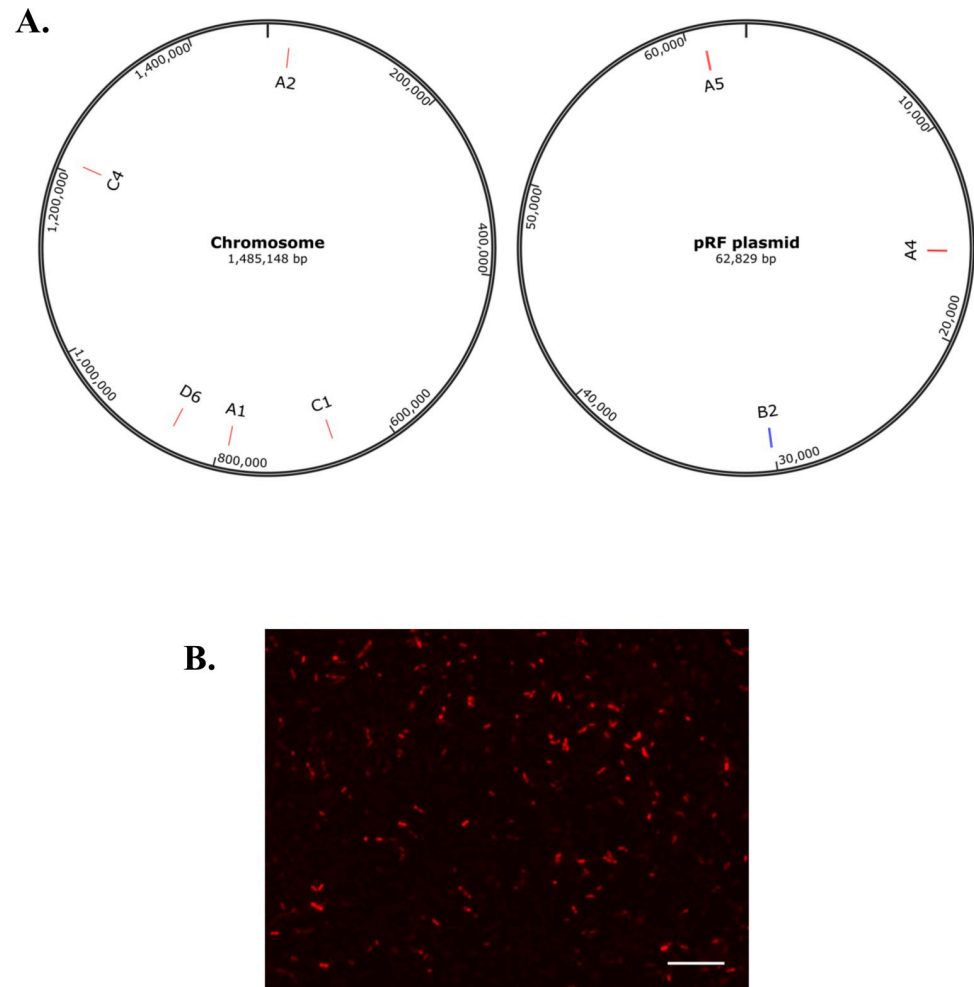 A.
1,400,000
A2
200,000
C4
1,200,000
Chromosome
1,485,148 bp
400,000
1,000,000
D6
A1
C1
600,000
800,000
60,000
A5
10,000
50,000
pRF plasmid
62,829 bp
A4
20,000
40,000
B2
30,000
B.